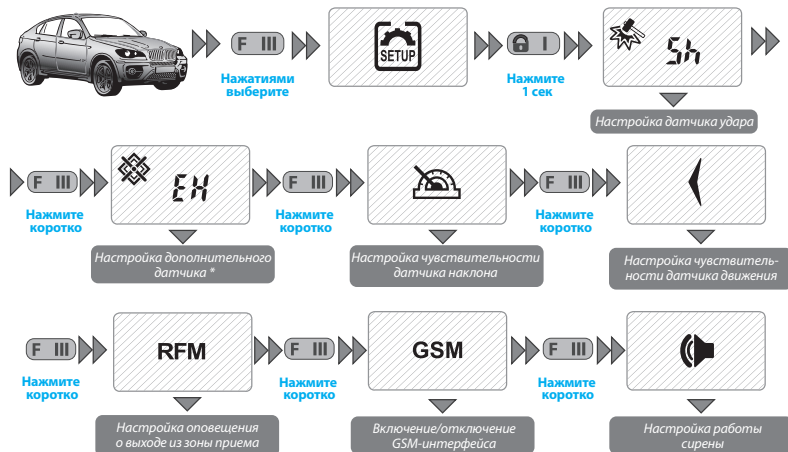 F III
SETUP
I
Sh
Нажатиями
выберите
Нажмите
1 сек
Настройка датчика удара
F III
EH
F III
F III
Нажмите
коротко
Нажмите
коротко
Нажмите
коротко
Настройка дополнительного
датчика *
Настройка чувствительности
датчика наклона
Настройка чувствитель-
ности датчика движения
F III
RFM
F III
GSM
F III
Нажмите
коротко
Нажмите
коротко
Нажмите
коротко
Настройка оповещения
о выходе из зоны приема
Включение/отключение
GSM-интерфейса
Настройка работы
сирены